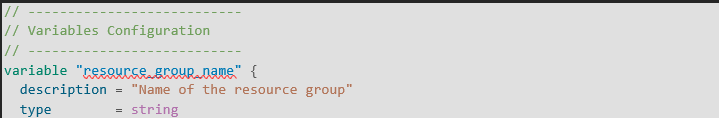 // ---------------------------
// Variables Configuration
// ---------------------------
variable "resource_group_name" {
  description = "Name of the resource group"
  type        = string